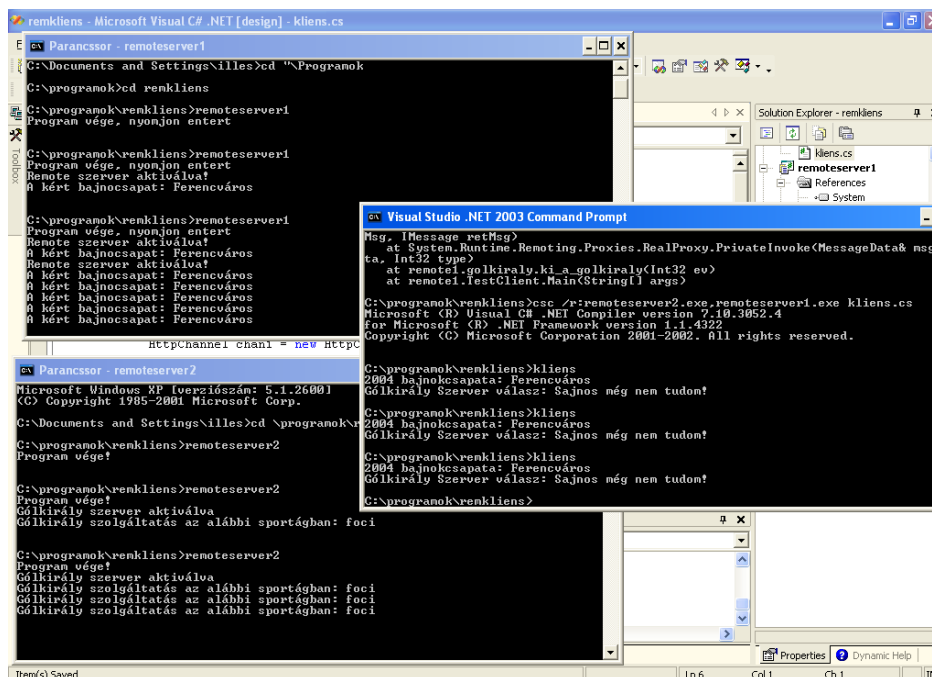 remkliens - Microsoft Visual C# .NET [design] - kliens.cs
Parancssor - remoteserver1
C:\Documents and Settings\illes>cd "\Programok
C:\programok>cd remkliens
C:\programok\remkliens>remoteserver1
Program vége, nyomjon entert
C:\programok\remkliens>remoteserver1
Program vége, nyomjon entert
Remote szerver aktiválva!
A kért bajnocsapat: Ferencváros
C:\programok\remkliens>remoteserver1
Program vége, nyomjon entert
Remote szerver aktiválva!
A kért bajnocsapat: Ferencváros
Remote szerver aktiválva!
A kért bajnocsapat: Ferencváros
A kért bajnocsapat: Ferencváros
A kért bajnocsapat: Ferencváros
A kért bajnocsapat: Ferencváros
HttpChannel chan1 = new HttpC
Toolbox
Solution Explorer - remkliens
kliens.cs
remoteserver1
References
System
Visual Studio .NET 2003 Command Prompt
Msg, IMessage retMsg)
at System.Runtime.Remoting.Proxies.RealProxy.PrivateInvoke(MessageData& msg
ta, Int32 type)
at remote1.golkiraly.ki_a_golkiraly(Int32 ev)
at remote1.TestClient.Main(String[] args)
C:\programok\remkliens>csc /r:remoteserver2.exe,remoteserver1.exe kliens.cs
Microsoft (R) Visual C# .NET Compiler version 7.10.3052.4
for Microsoft (R) .NET Framework version 1.1.4322
Copyright (C) Microsoft Corporation 2001-2002. All rights reserved.
C:\programok\remkliens>kliens
2004 bajnokcsapata: Ferencváros
Gólkirály Szerver válasz: Sajnos még nem tudom!
C:\programok\remkliens>kliens
2004 bajnokcsapata: Ferencváros
Gólkirály Szerver válasz: Sajnos még nem tudom!
C:\programok\remkliens>kliens
2004 bajnokcsapata: Ferencváros
Gólkirály Szerver válasz: Sajnos még nem tudom!
C:\programok\remkliens>
Parancssor - remoteserver2
Microsoft Windows XP [verziószám: 5.1.2600]
(C) Copyright 1985-2001 Microsoft Corp.
C:\Documents and Settings\illes>cd \programok\r
C:\programok\remkliens>remoteserver2
Program vége!
C:\programok\remkliens>remoteserver2
Program vége!
Gólkirály szerver aktiválva
Gólkirály szolgáltatás az alábbi sportágban: foci
C:\programok\remkliens>remoteserver2
Program vége!
Gólkirály szerver aktiválva
Gólkirály szolgáltatás az alábbi sportágban: foci
Gólkirály szolgáltatás az alábbi sportágban: foci
Gólkirály szolgáltatás az alábbi sportágban: foci
Properties
Dynamic Help
Item(s) Saved
Ln 6
Col 1
Ch 1